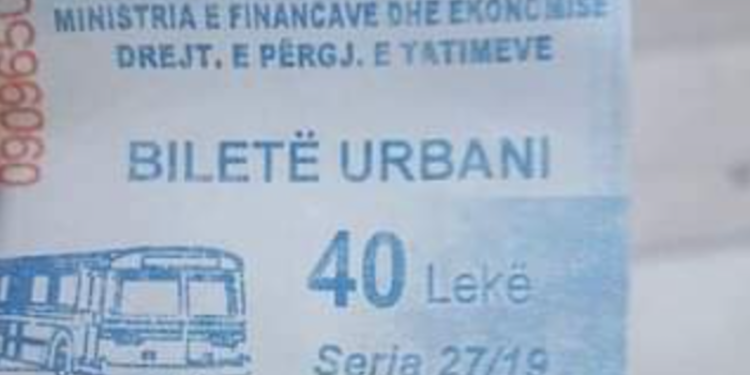 MINISTRIA E FINANCAVE DHE EKONOMISË
DREJT. E PËRGJ. E TATIMEVE
BILETË URBANI
40 Lekë
Seria 27/19